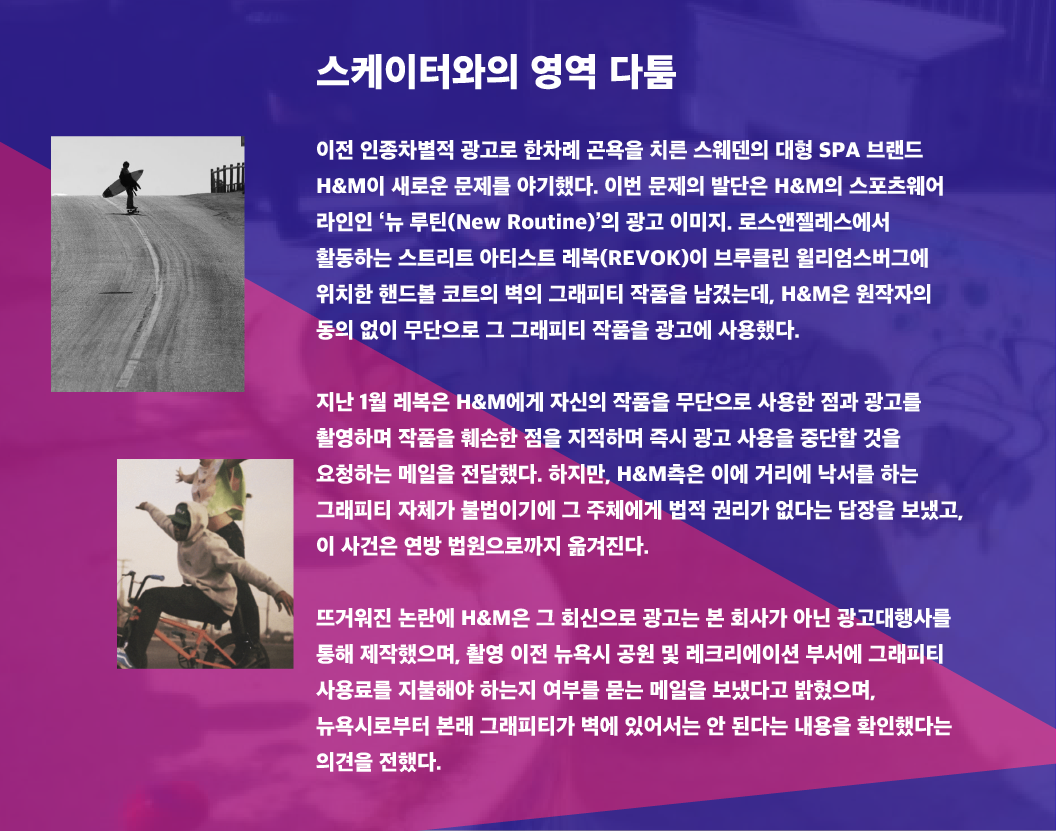 스케이터와의 영역 다툼
이전 인종차별적 광고로 한차례 곤욕을 치른 스웨덴의 대형 SPA 브랜드
H&M이 새로운 문제를 야기했다. 이번 문제의 발단은 H&M의 스포츠웨어
라인인 ‘뉴 루틴(New Routine)’의 광고 이미지. 로스앤젤레스에서
활동하는 스트리트 아티스트 레복(REVOK)이 브루클린 윌리엄스버그에
위치한 핸드볼 코트의 벽의 그래피티 작품을 남겼는데, H&M은 원작자의
동의 없이 무단으로 그 그래피티 작품을 광고에 사용했다.
지난 1월 레복은 H&M에게 자신의 작품을 무단으로 사용한 점과 광고를
촬영하며 작품을 훼손한 점을 지적하며 즉시 광고 사용을 중단할 것을
요청하는 메일을 전달했다. 하지만, H&M측은 이에 거리에 낙서를 하는
그래피티 자체가 불법이기에 그 주체에게 법적 권리가 없다는 답장을 보냈고,
이 사건은 연방 법원으로까지 옮겨진다.
뜨거워진 논란에 H&M은 그 회신으로 광고는 본 회사가 아닌 광고대행사를
통해 제작했으며, 촬영 이전 뉴욕시 공원 및 레크리에이션 부서에 그래피티
사용료를 지불해야 하는지 여부를 묻는 메일을 보냈다고 밝혔으며,
뉴욕시로부터 본래 그래피티가 벽에 있어서는 안 된다는 내용을 확인했다는
의견을 전했다.